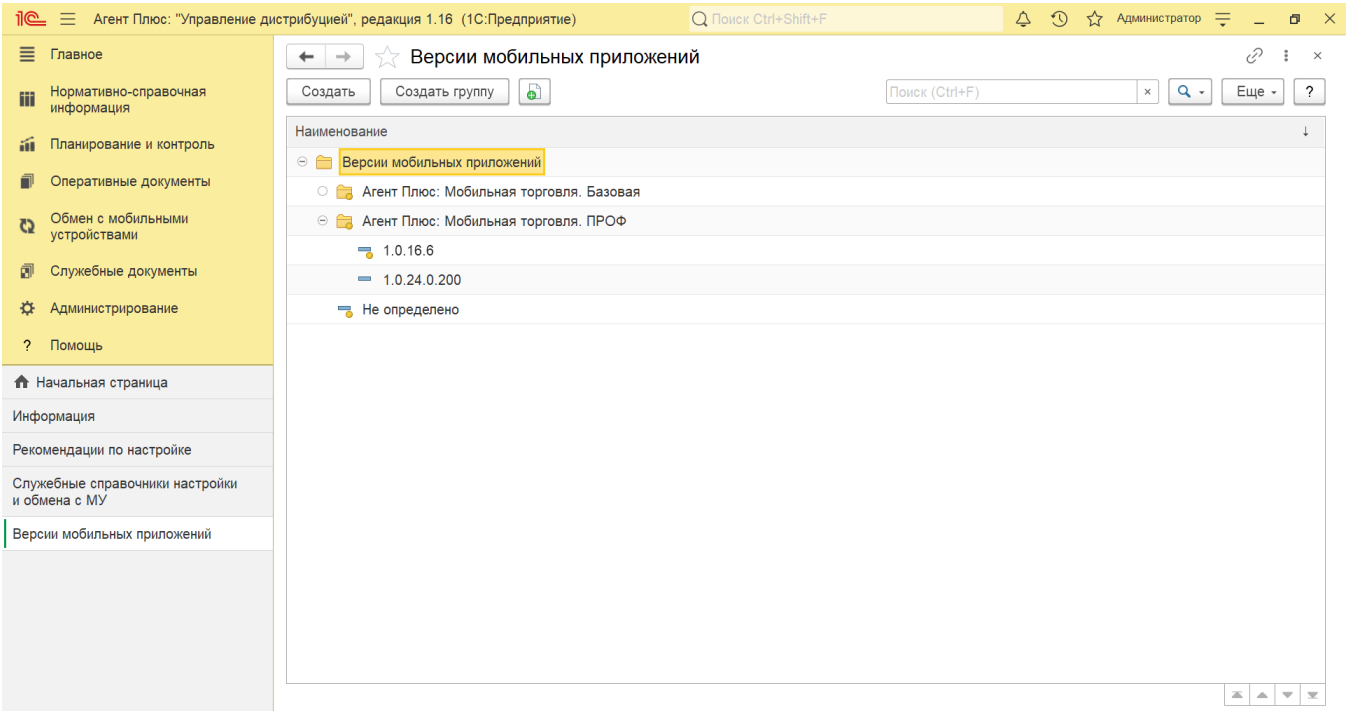 Агент Плюс: "Управление дистрибуцией", редакция 1.16 (1С:Предприятие)
Поиск Ctrl+Shift+F
Администратор
Главное
Нормативно-справочная
информация
Планирование и контроль
Оперативные документы
Обмен с мобильными
устройствами
Служебные документы
Администрирование
? Помощь
Начальная страница
Информация
Рекомендации по настройке
Служебные справочники настройки
и обмена с МУ
Версии мобильных приложений
Версии мобильных приложений
Создать
Создать группу
Поиск (Ctrl+F)
×
Еще
?
Наименование
Версии мобильных приложений
Агент Плюс: Мобильная торговля. Базовая
Агент Плюс: Мобильная торговля. ПРОФ
1.0.16.6
1.0.24.0.200
Не определено